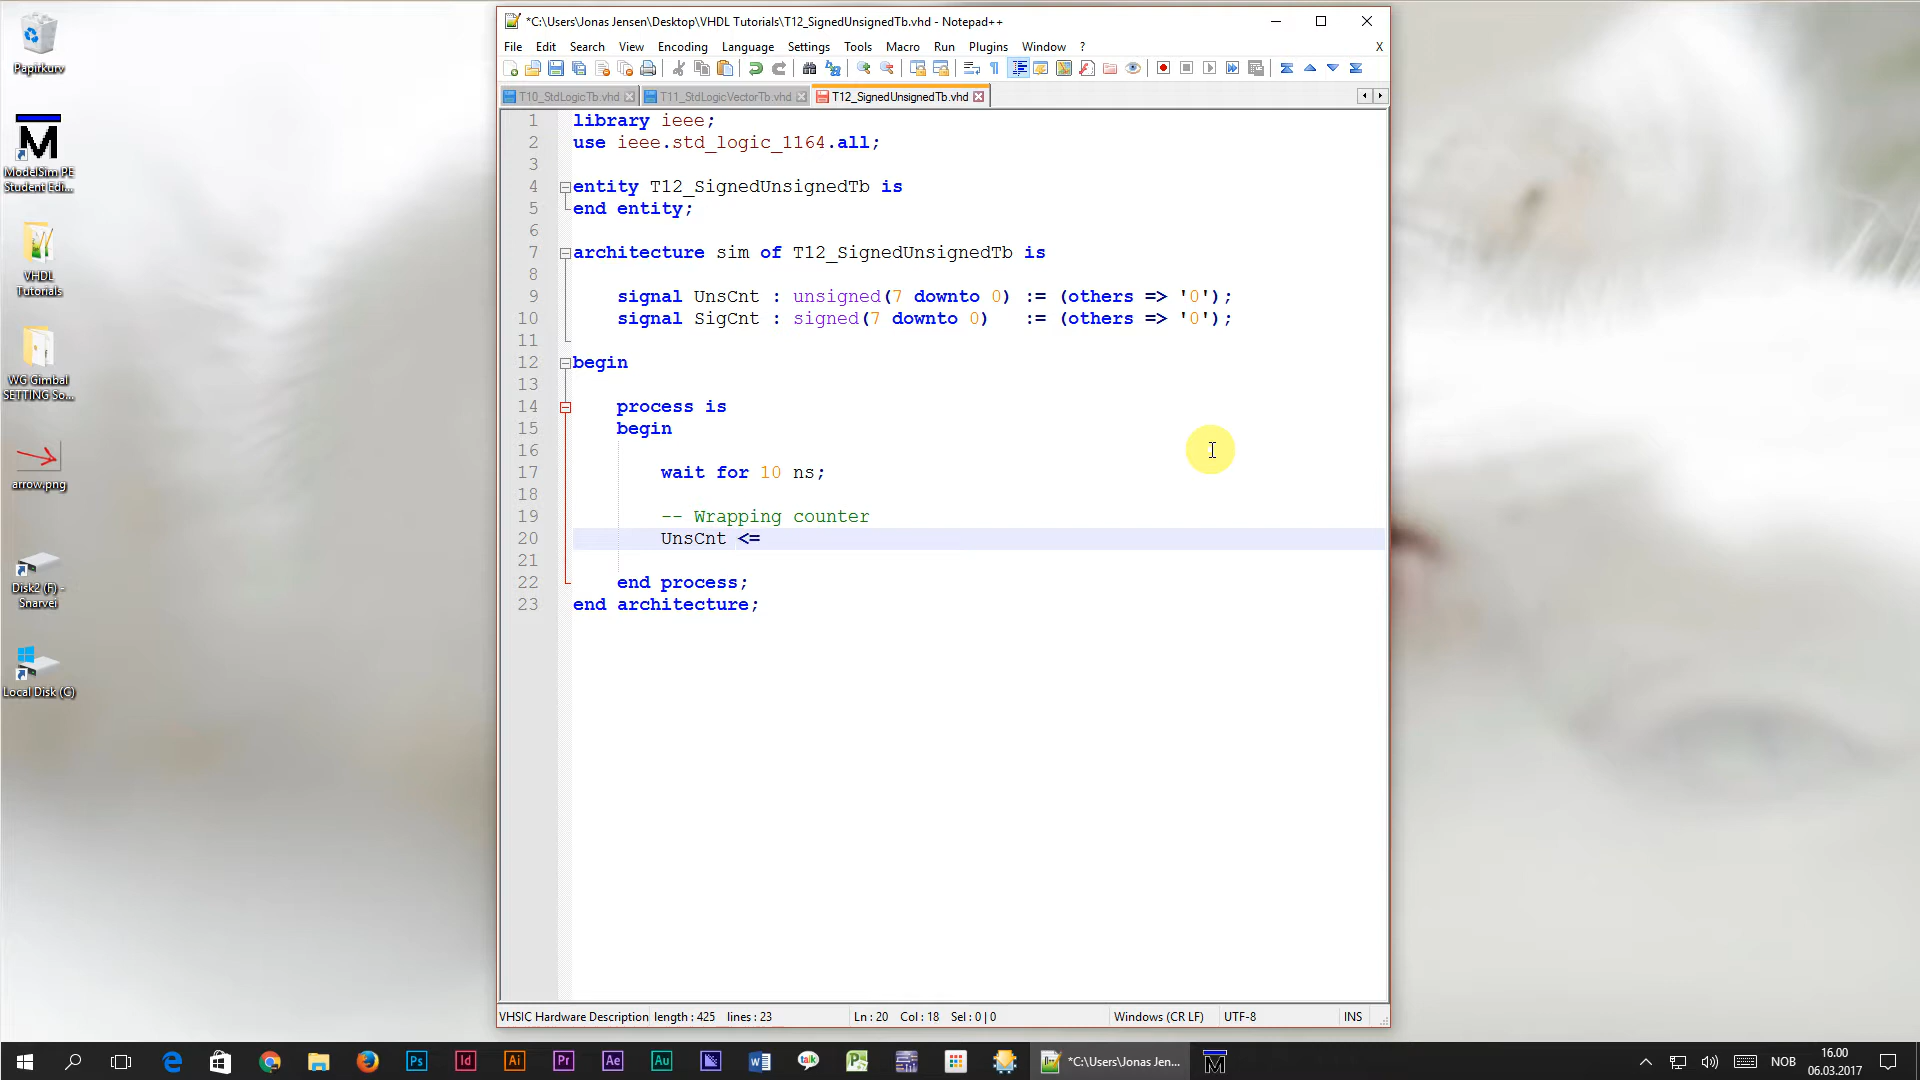 *C:\Users\Jonas Jensen\Desktop\VHDL Tutorials\T12_SignedUnsignedTb.vhd - Notepad++
File Edit Search View Encoding Language Settings Tools Macro Run Plugins Window ? X
T10_StdLogicTb.vhd T11_StdLogicVectorTb.vhd T12_SignedUnsignedTb.vhd
1 library ieee;
2 use ieee.std_logic_1164.all;
3
4 entity T12_SignedUnsignedTb is
5 end entity;
6
7 architecture sim of T12_SignedUnsignedTb is
8
9 signal UnsCnt : unsigned(7 downto 0) := (others => '0');
10 signal SigCnt : signed(7 downto 0)   := (others => '0');
11
12 begin
13
14 process is
15 begin
16
17 wait for 10 ns;
18
19 -- Wrapping counter
20 UnsCnt <=
21
22 end process;
23 end architecture;
VHSIC Hardware Description length : 425 lines : 23 Ln : 20 Col : 18 Sel : 0 | 0 Windows (CR LF) UTF-8 INS
Papirkurv
M
ModelSim PE
Student Edi...
VHDL
Tutorials
WG Gimbal
SETTING So...
arrow.png
Disk2 (F) -
Snarvei
Local Disk (C)
Ps Id Ai Pr Ae Au talk *C:\Users\Jonas Jen... M NOB
16.00
06.03.2017